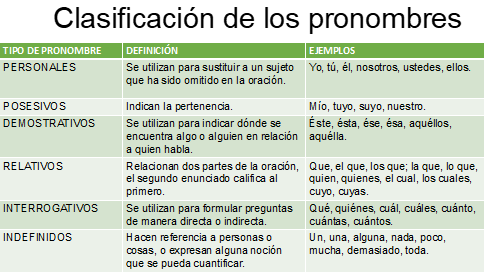 Clasificación de los pronombres
TIPO DE PRONOMBRE DEFINICIÓN EJEMPLOS
PERSONALES Se utilizan para sustituir a un sujeto Yo, tú, él, nosotros, ustedes, ellos.
que ha sido omitido en la oración.
POSESIVOS Indican la pertenencia. Mío, tuyo, suyo, nuestro.
DEMOSTRATIVOS Se utilizan para indicar dónde se Éste, ésta, ése, ésa, aquéllos,
encuentra algo o alguien en relación aquélla.
a quien habla.
RELATIVOS Relacionan dos partes de la oración, Que, el que, los que; la que, lo que,
el segundo enunciado califica al quien, quienes, el cual, los cuales,
primero. cuyo, cuyas.
INTERROGATIVOS Se utilizan para formular preguntas Qué, quiénes, cuál, cuáles, cuánto,
de manera directa o indirecta. cuántas, cuántos.
INDEFINIDOS Hacen referencia a personas o Un, una, alguna, nada, poco,
cosas, o expresan alguna noción mucha, demasiado, toda.
que se pueda cuantificar.